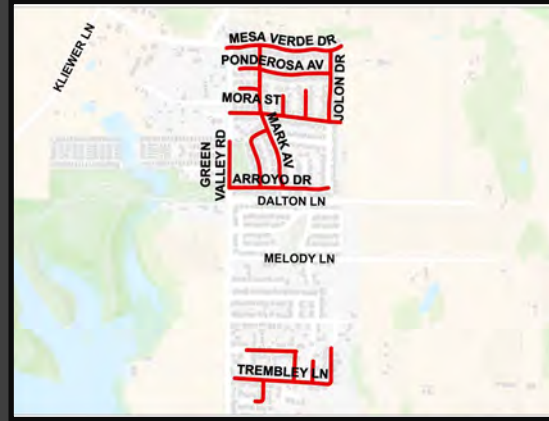 MESA VERDE DR
KLIEWER LN
PONDEROSA AV
JOLON DR
MORA ST
MARK AV
GREEN
VALLEY RD
ARROYO DR
DALTON LN
MELODY LN
TREMBLEY LN